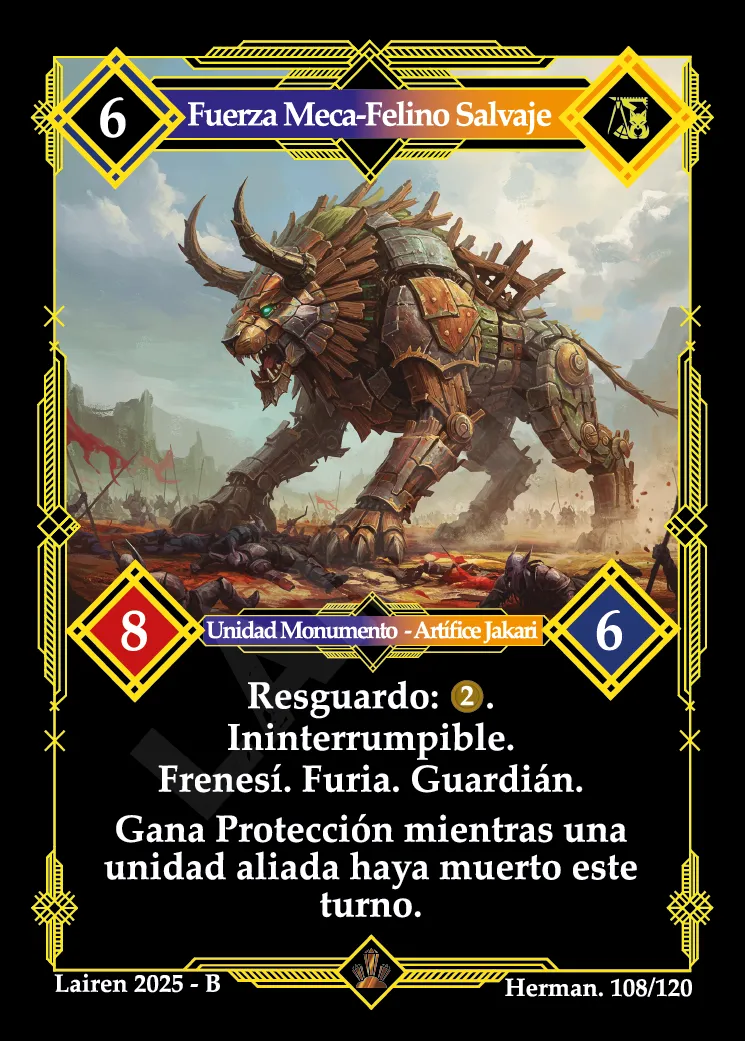 6
Fuerza Meca-Felino Salvaje
8
Unidad Monumento - Artífice Jakari
6
Resguardo: 2.
Ininterrumpible.
Frenesí. Furia. Guardián.
Gana Protección mientras una
unidad aliada haya muerto este
turno.
Lairen 2025 - B
Herman. 108/120